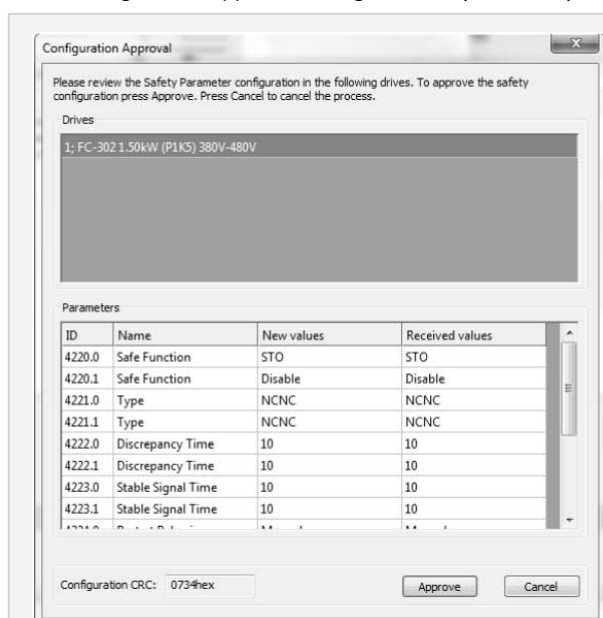 Configuration Approval
Please review the Safety Parameter configuration in the following drives. To approve the safety
configuration press Approve. Press Cancel to cancel the process.
Drives
1; FC-302 1.50kW (P1K5) 380V-480V
Parameters
ID Name New values Received values
4220.0 Safe Function STO STO
4220.1 Safe Function Disable Disable
4221.0 Type NCNC NCNC
4221.1 Type NCNC NCNC
4222.0 Discrepancy Time 10 10
4222.1 Discrepancy Time 10 10
4223.0 Stable Signal Time 10 10
4223.1 Stable Signal Time 10 10
Configuration CRC: 0734hex Approve Cancel